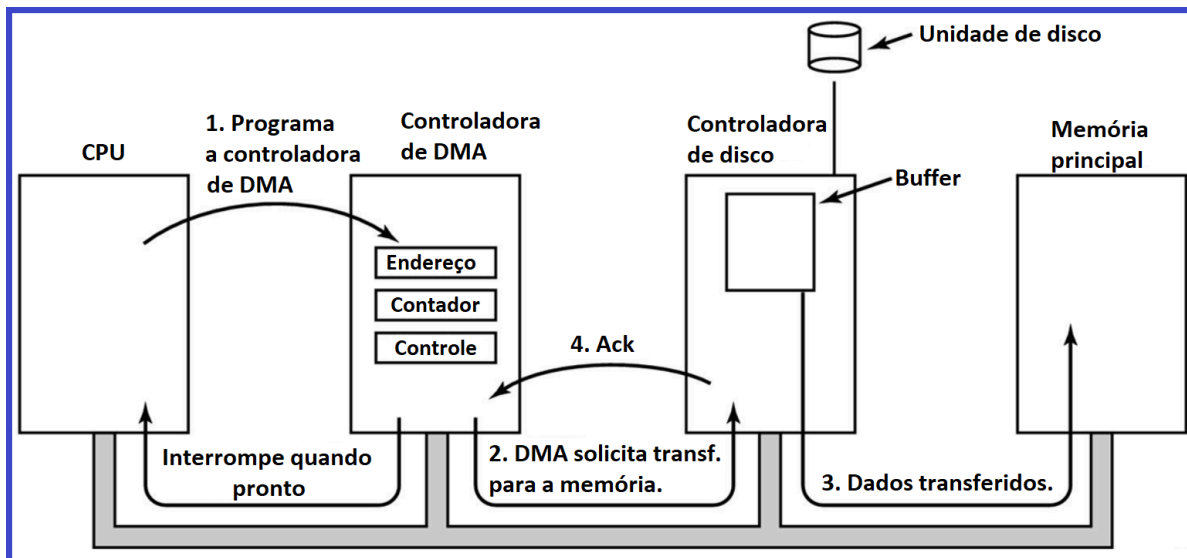 Unidade de disco
1. Programa
a controladora
de DMA
CPU
Controladora
de DMA
Controladora
de disco
Memória
principal
Buffer
Endereço
Contador
Controle
4. Ack
Interrompe quando
pronto
2. DMA solicita transf.
para a memória.
3. Dados transferidos.